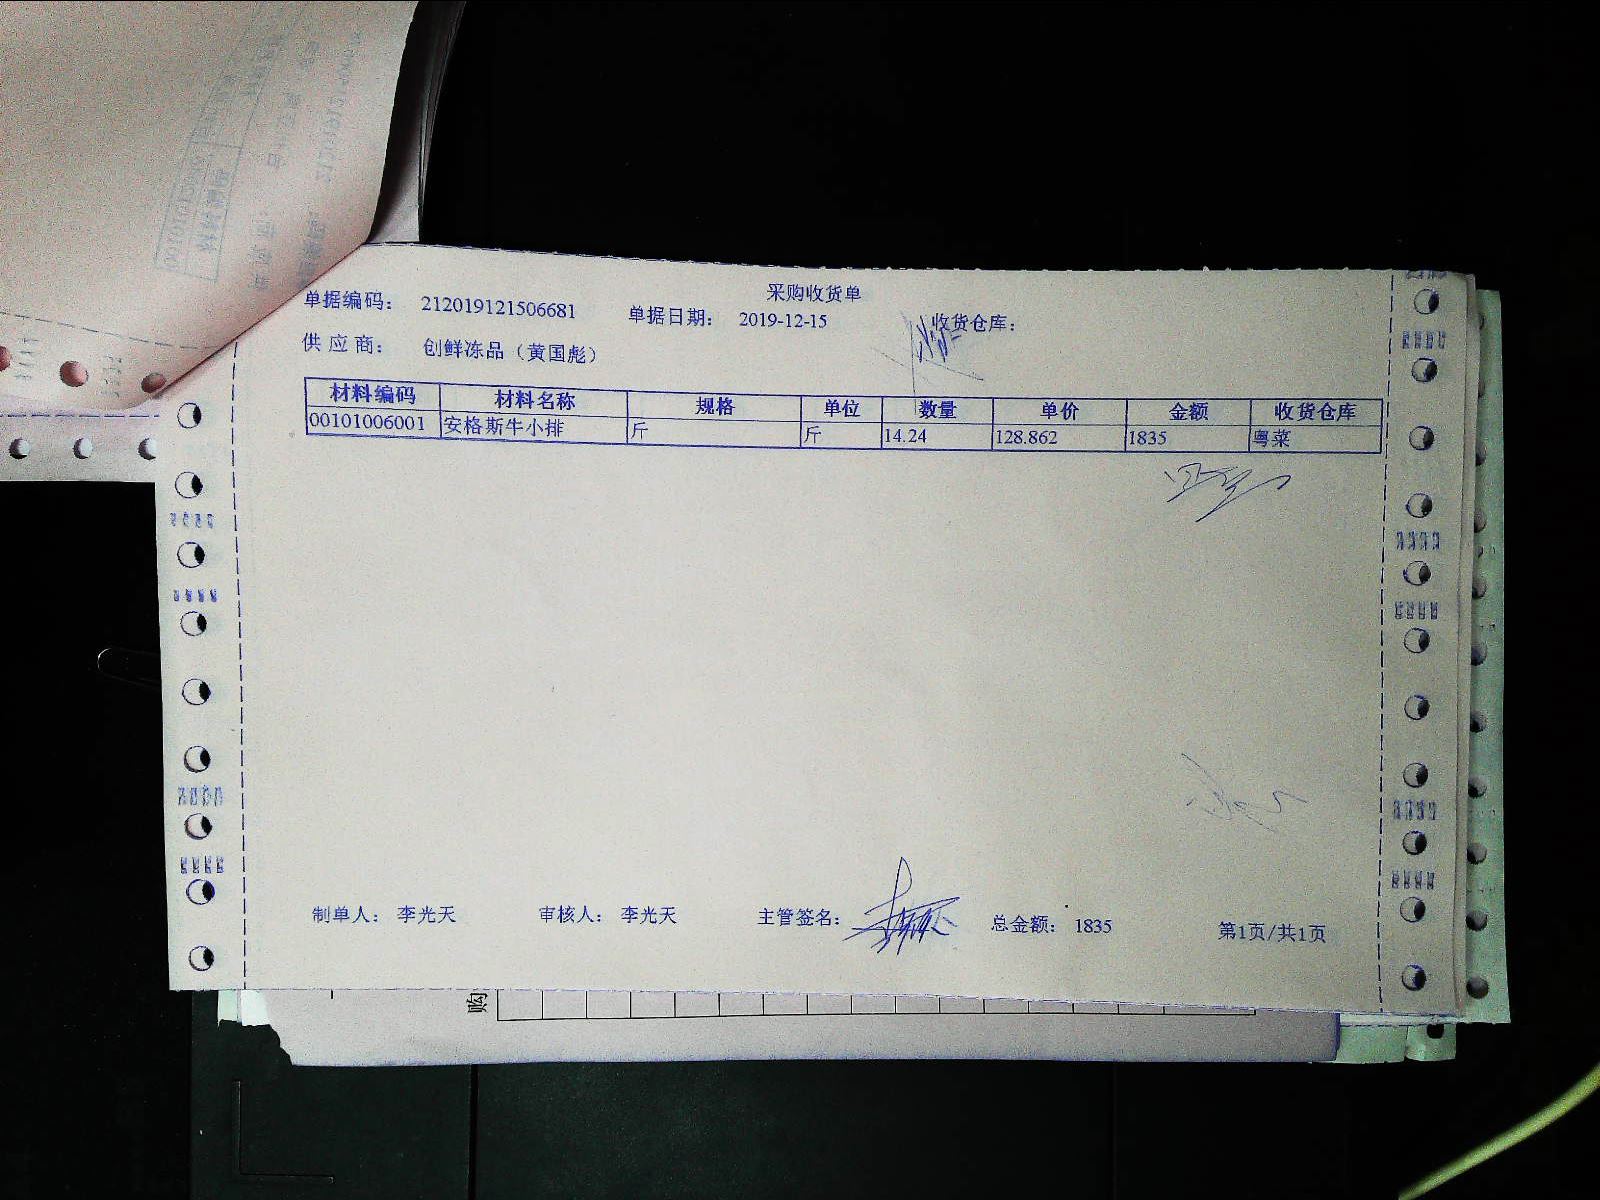 采购收货单
单据编码： 212019121506681 单据日期： 2019-12-15 收货仓库：
供应商： 创鲜冻品（黄国彪）
材料编码 材料名称 规格 单位 数量 单价 金额 收货仓库
00101006001 安格斯牛小排 斤 斤 14.24 128.862 1835 粤菜
制单人： 李光天 审核人： 李光天 主管签名： 总金额： 1835 第1页/共1页
购